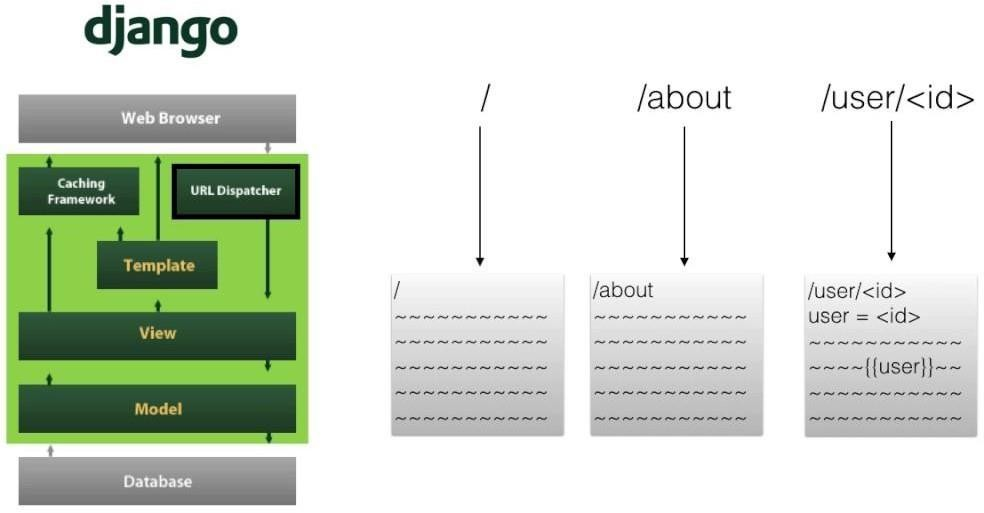 django
Web Browser
Caching
Framework
URL Dispatcher
Template
View
Model
Database
/
/about
/user/<id>
/
~~~~~~~~~~~
~~~~~~~~~~~
~~~~~~~~~~~
~~~~~~~~~~~
~~~~~~~~~~~
/about
~~~~~~~~~~~
~~~~~~~~~~~
~~~~~~~~~~~
~~~~~~~~~~~
~~~~~~~~~~~
/user/<id>
user = <id>
~~~~~~~~~~~
~~~~{{user}}~~
~~~~~~~~~~~
~~~~~~~~~~~